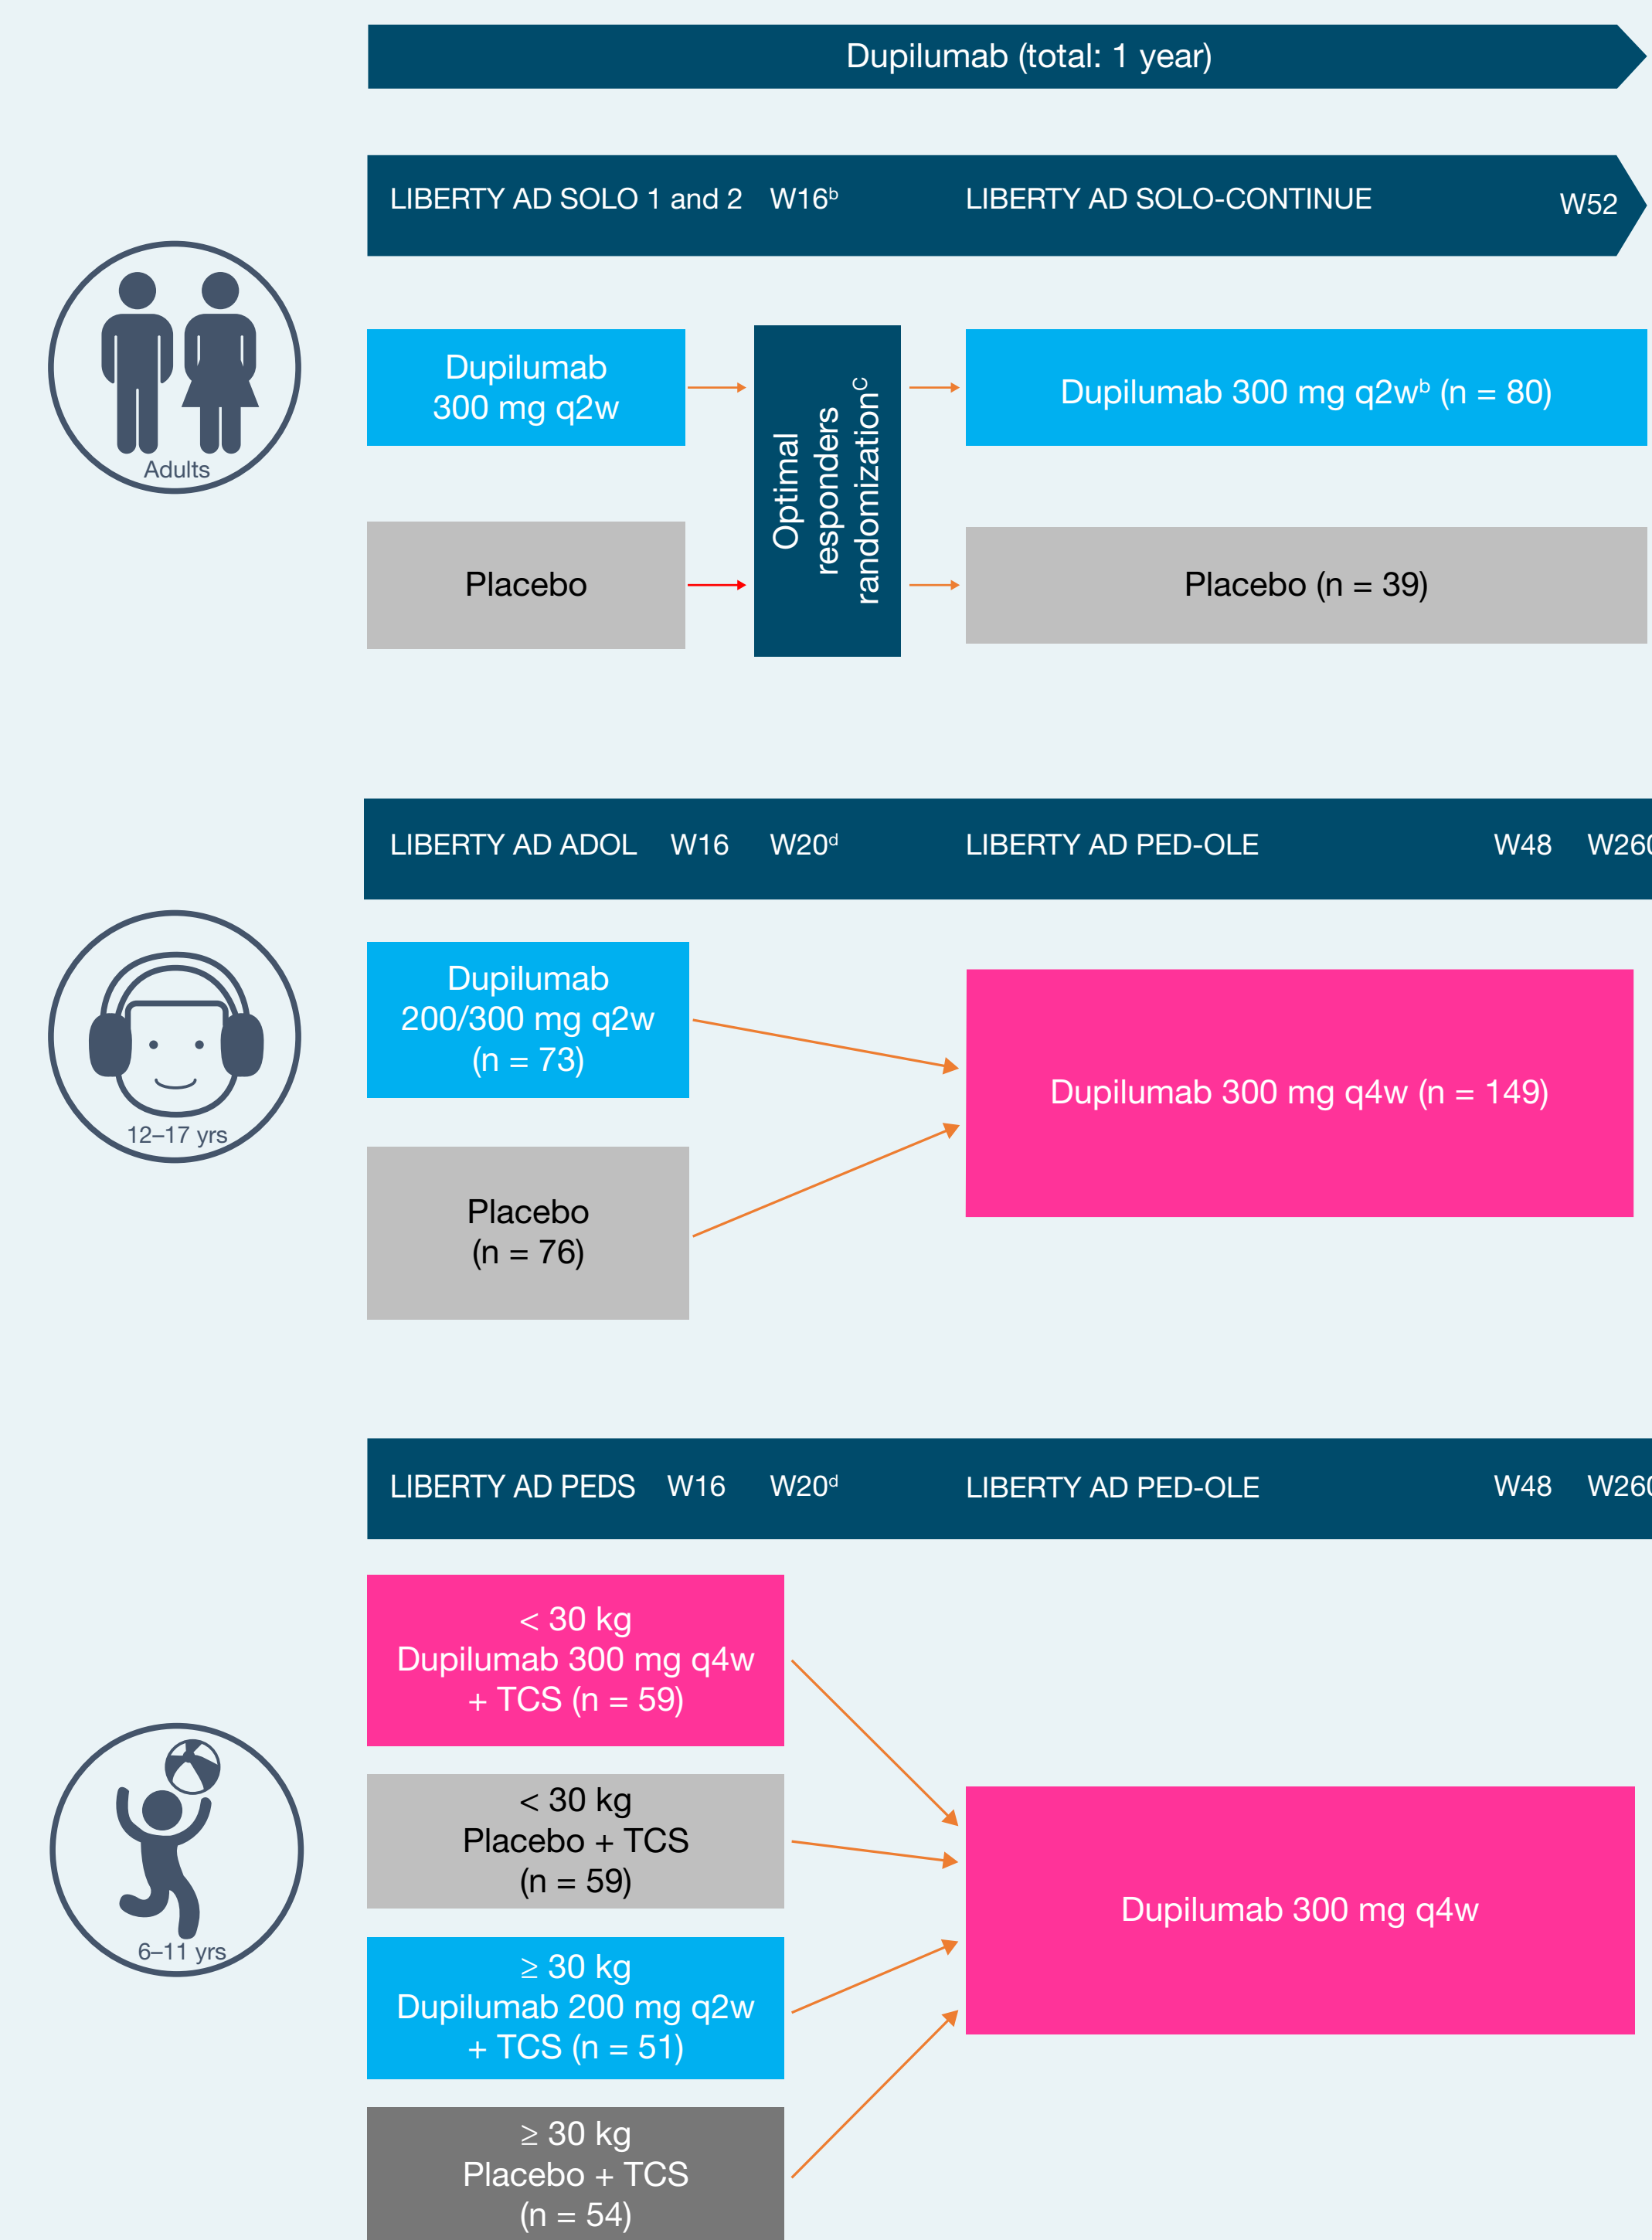 Dupilumab (total: 1 year)
LIBERTY AD SOLO 1 and 2 W16ᵇ LIBERTY AD SOLO-CONTINUE W52
Adults
Dupilumab
300 mg q2w
Placebo
Optimal
responders
randomizationᶜ
Dupilumab 300 mg q2wᵇ (n = 80)
Placebo (n = 39)
LIBERTY AD ADOL W16 W20ᵈ LIBERTY AD PED-OLE W48 W260
12–17 yrs
Dupilumab
200/300 mg q2w
(n = 73)
Placebo
(n = 76)
Dupilumab 300 mg q4w (n = 149)
LIBERTY AD PEDS W16 W20ᵈ LIBERTY AD PED-OLE W48 W260
6–11 yrs
< 30 kg
Dupilumab 300 mg q4w
+ TCS (n = 59)
< 30 kg
Placebo + TCS
(n = 59)
≥ 30 kg
Dupilumab 200 mg q2w
+ TCS (n = 51)
≥ 30 kg
Placebo + TCS
(n = 54)
Dupilumab 300 mg q4w